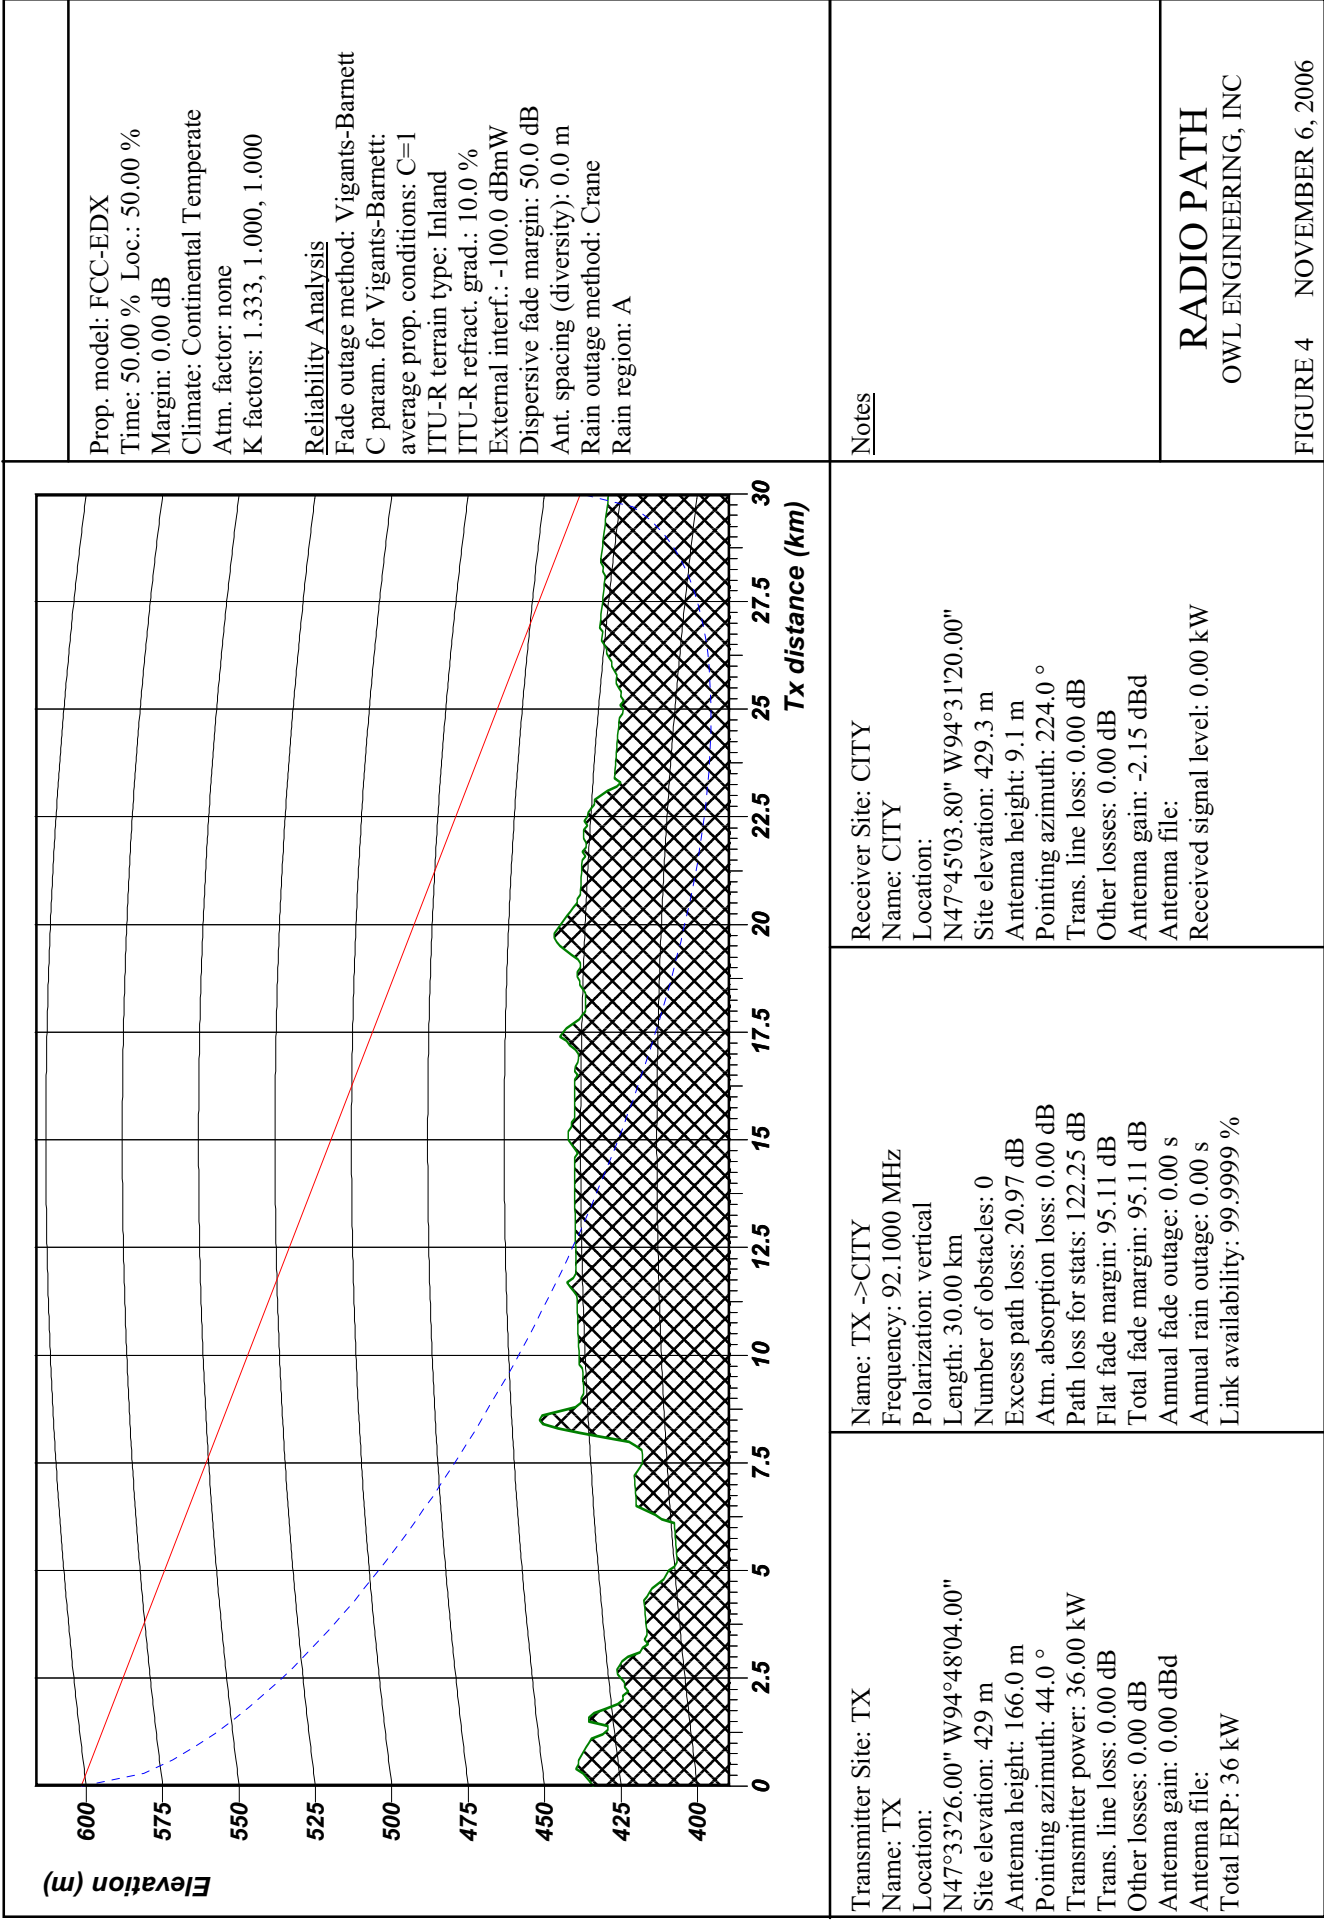 Elevation (m)
600
575
550
525
500
475
450
425
400
0
2.5
5
7.5
10
12.5
15
17.5
20
22.5
25
27.5
30
Tx distance (km)
Prop. model: FCC-EDX
Time: 50.00 % Loc.: 50.00 %
Margin: 0.00 dB
Climate: Continental Temperate
Atm. factor: none
K factors: 1.333, 1.000, 1.000
Reliability Analysis
Fade outage method: Vigants-Barnett
C param. for Vigants-Barnett:
average prop. conditions: C=1
ITU-R terrain type: Inland
ITU-R refract. grad.: 10.0 %
External interf.: -100.0 dBmW
Dispersive fade margin: 50.0 dB
Ant. spacing (diversity): 0.0 m
Rain outage method: Crane
Rain region: A
Transmitter Site: TX
Name: TX
Location:
N47°33'26.00" W94°48'04.00"
Site elevation: 429 m
Antenna height: 166.0 m
Pointing azimuth: 44.0 °
Transmitter power: 36.00 kW
Trans. line loss: 0.00 dB
Other losses: 0.00 dB
Antenna gain: 0.00 dBd
Antenna file:
Total ERP: 36 kW
Name: TX ->CITY
Frequency: 92.1000 MHz
Polarization: vertical
Length: 30.00 km
Number of obstacles: 0
Excess path loss: 20.97 dB
Atm. absorption loss: 0.00 dB
Path loss for stats: 122.25 dB
Flat fade margin: 95.11 dB
Total fade margin: 95.11 dB
Annual fade outage: 0.00 s
Annual rain outage: 0.00 s
Link availability: 99.9999 %
Receiver Site: CITY
Name: CITY
Location:
N47°45'03.80" W94°31'20.00"
Site elevation: 429.3 m
Antenna height: 9.1 m
Pointing azimuth: 224.0 °
Trans. line loss: 0.00 dB
Other losses: 0.00 dB
Antenna gain: -2.15 dBd
Antenna file:
Received signal level: 0.00 kW
Notes
RADIO PATH
OWL ENGINEERING, INC
FIGURE 4 NOVEMBER 6, 2006